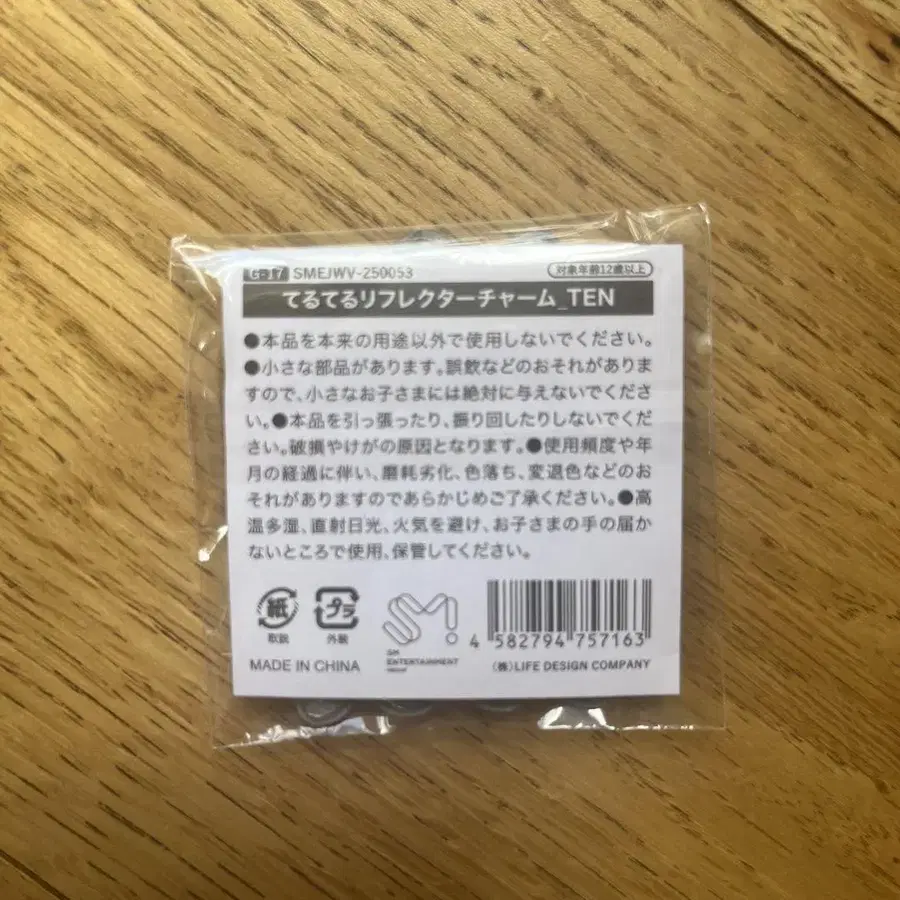 SMEJWV-250053
対象年齢12歳以上
てるてるリフレクターチャーム_TEN
●本品を本来の用途以外で使用しないでください。
●小さな部品があります。誤飲などのおそれがありま
すので、小さなお子さまには絶対に与えないでくださ
い。●本品を引っ張ったり、振り回したりしないでくだ
さい。破損やけがの原因となります。●使用頻度や年
月の経過に伴い、磨耗劣化、色落ち、変退色などのお
それがありますのであらかじめご了承ください。●高
温多湿、直射日光、火気を避け、お子さまの手の届か
ないところで使用、保管してください。
紙
取説
プラ
外装
SM!
SM
ENTERTAINMENT
4 582794 757163
MADE IN CHINA
(株)LIFE DESIGN COMPANY